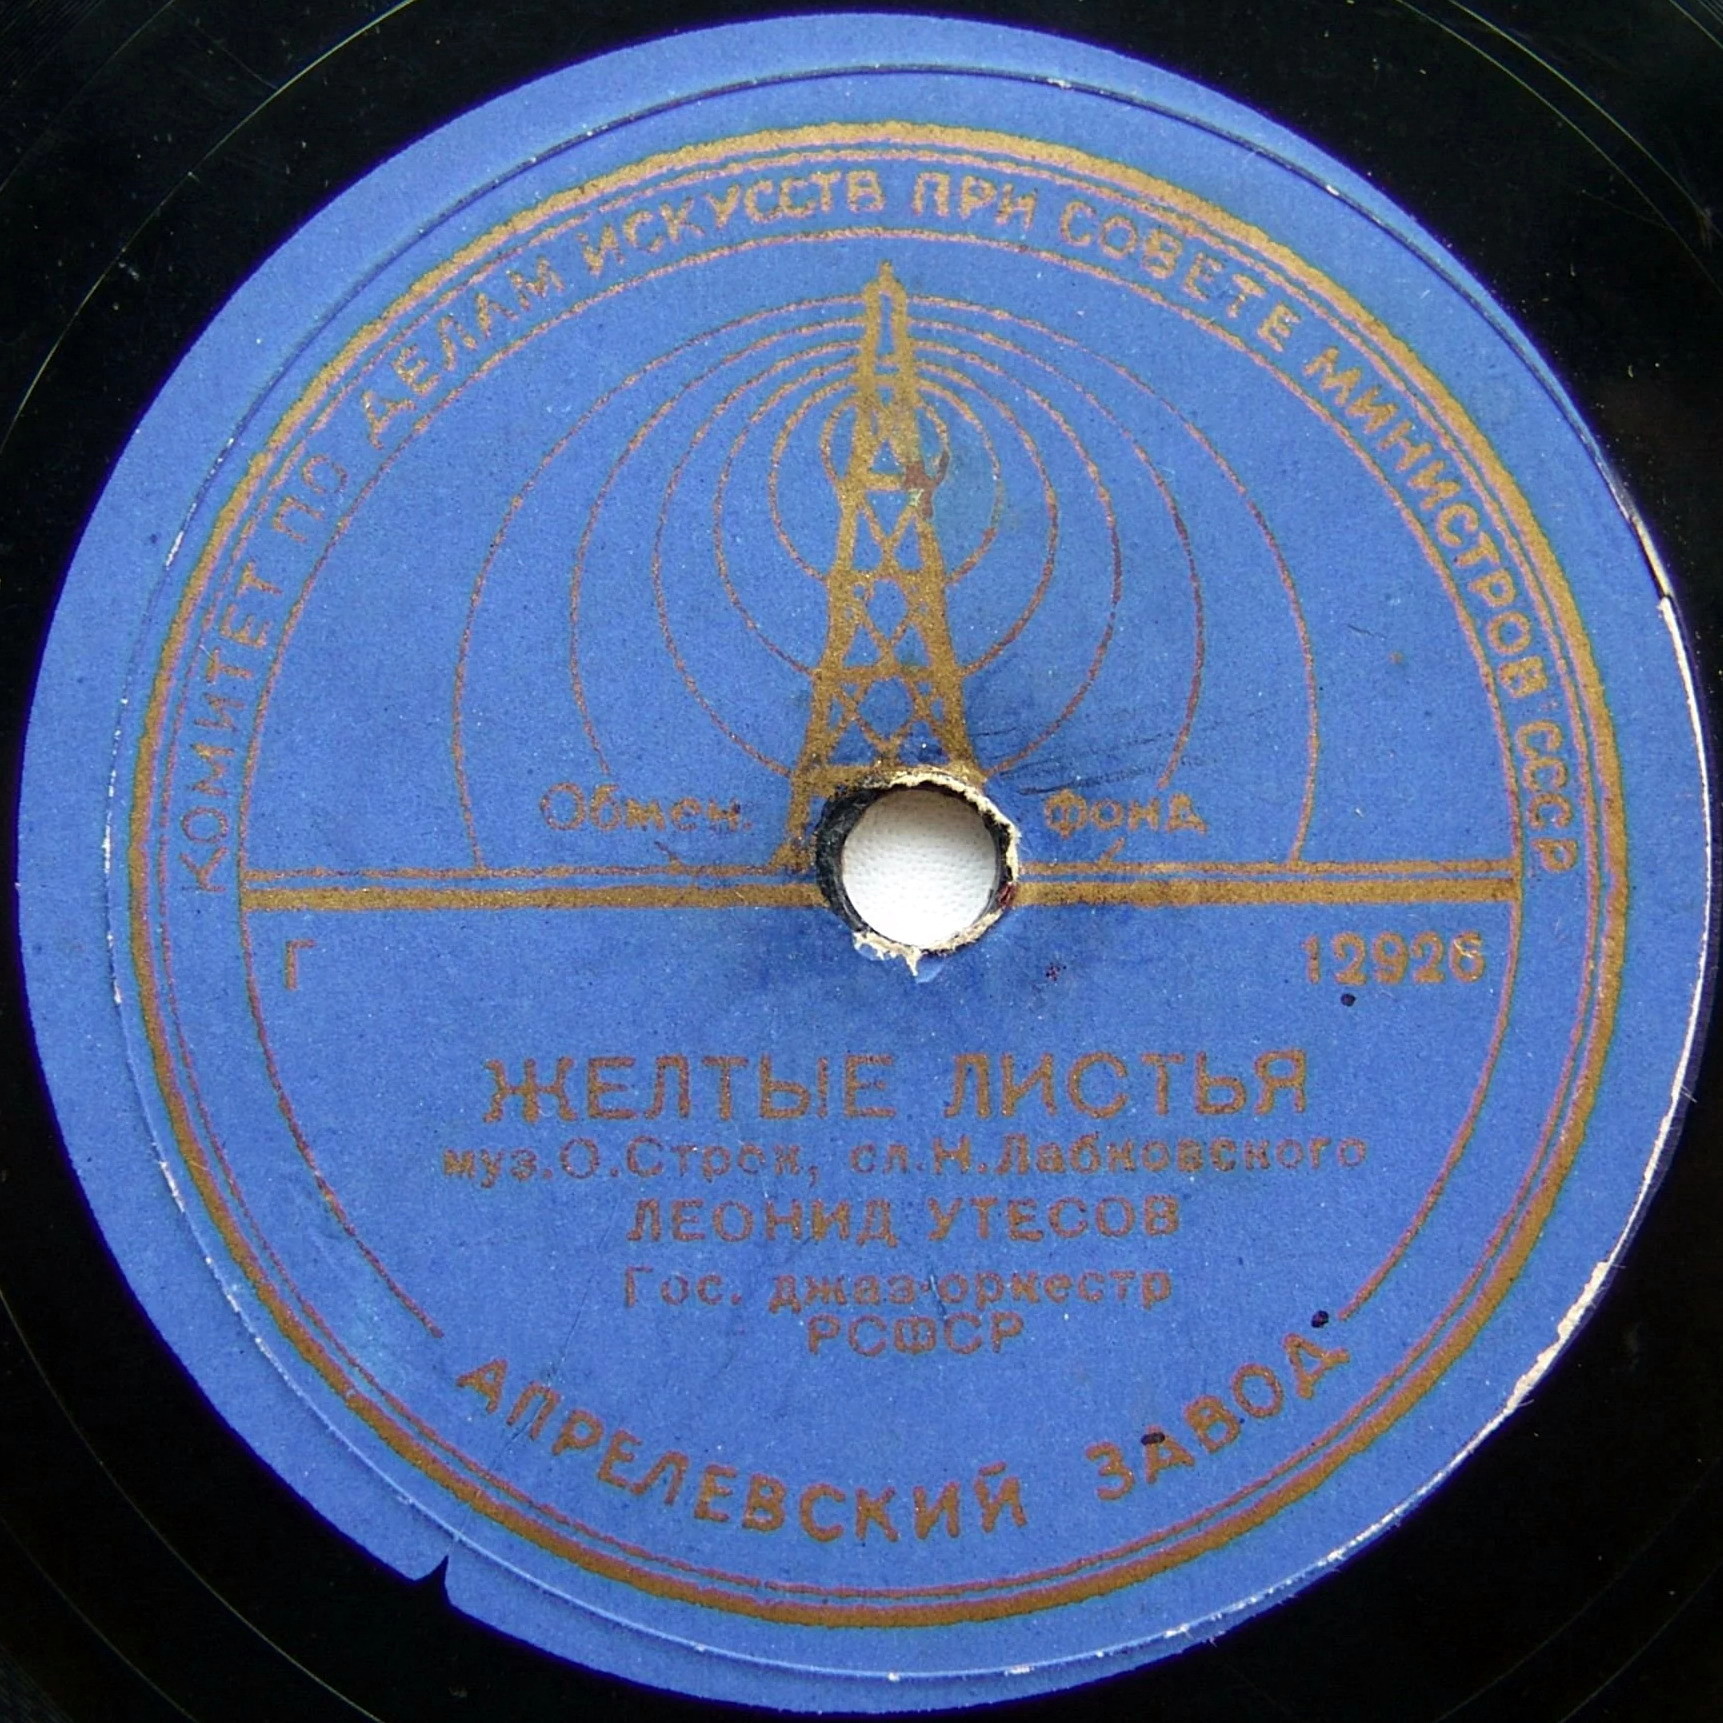 КОМИТЕТ ПО ДЕЛАМ ИСКУССТВ ПРИ СОВЕТЕ МИНИСТРОВ СССР
Обмен. Фонд
Г 12926
ЖЕЛТЫЕ ЛИСТЬЯ
муз.О.Строк, сл.Н.Лабковского
ЛЕОНИД УТЕСОВ
Гос. джаз-оркестр
РСФСР
АПРЕЛЕВСКИЙ ЗАВОД